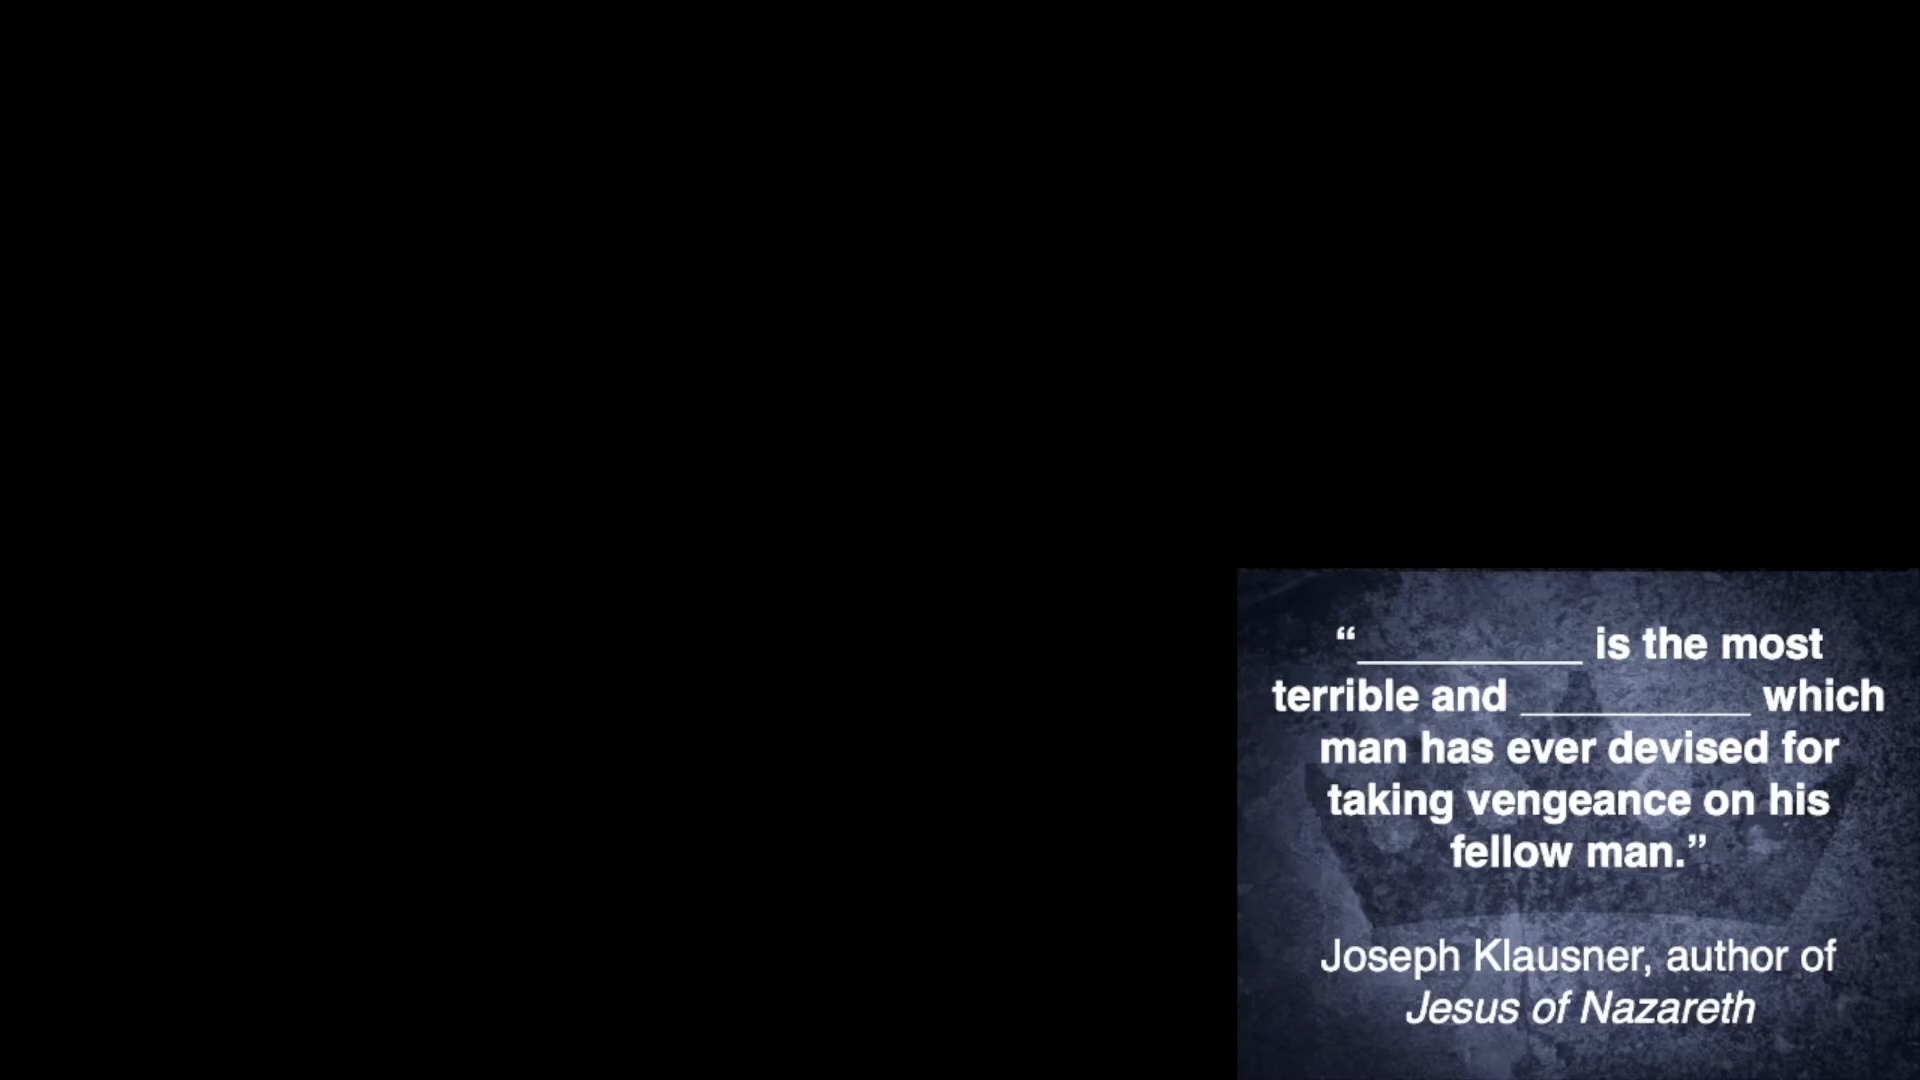 “__________ is the most
terrible and __________ which
man has ever devised for
taking vengeance on his
fellow man.”
Joseph Klausner, author of
Jesus of Nazareth